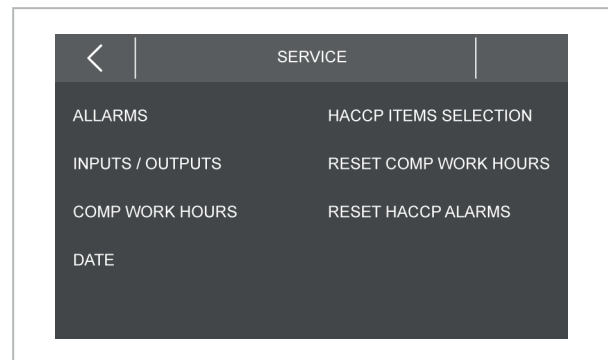 SERVICE
ALLARMS
HACCP ITEMS SELECTION
INPUTS / OUTPUTS
RESET COMP WORK HOURS
COMP WORK HOURS
RESET HACCP ALARMS
DATE